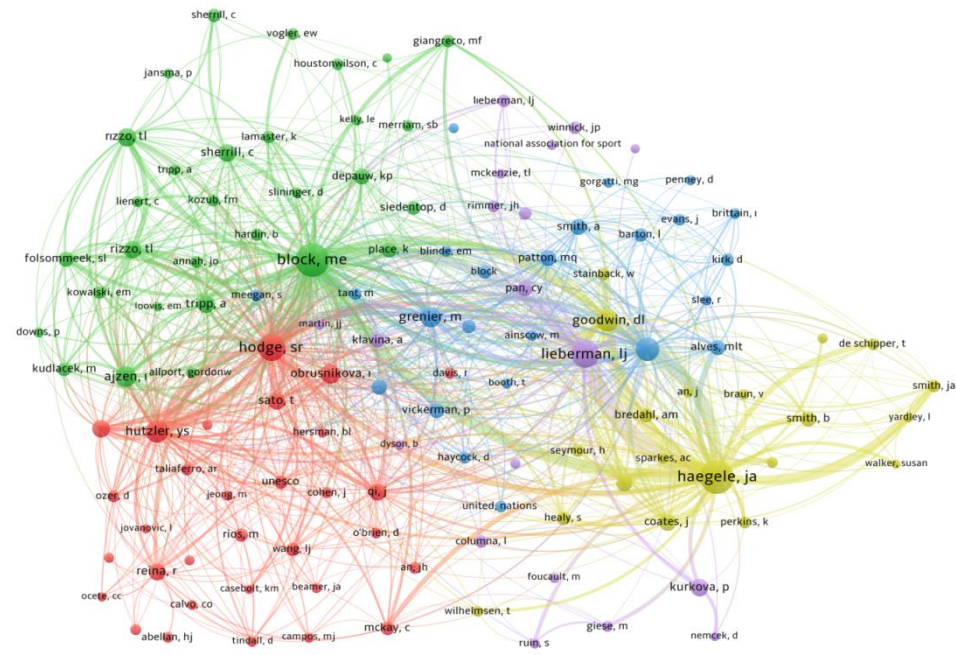 sherrill, c
vogler, ew
giangreco, mf
houstonwilson, c
jansma, p
lieberman, lj
kelly, le
merriam, sb
winnick, jp
rizzo, tl
lamaster, k
national association for sport
sherrill, c
tripp, a
depauw, kp
mckenzie, tl
gorgatti, mg
penney, d
lienert, c
kozub, fm
slininger, d
siedentop, d
rimmer, jh
smith, a
evans, j
brittain, i
hardin, b
barton, l
rizzo, tl
place, k
blinde, em
folsommeek, sl
annah, jo
block, me
patton, mq
kirk, d
block
stainback, w
kowalski, em
meegan, s
tant, m
pan, cy
loovis, em
tripp, a
slee, r
martin, jj
grenier, m
goodwin, dl
downs, p
klavina, a
ainscow, m
hodge, sr
lieberman, lj
alves, mlt
de schipper, t
kudlacek, m
ajzen, i
allport, gordonw
obrusnikova, i
davis, r
booth, t
an, j
braun, v
smith, ja
sato, t
vickerman, p
bredahl, am
smith, b
yardley, l
hutzler, ys
hersman, bl
dyson, b
seymour, h
haycock, d
sparkes, ac
walker, susan
taliaferro, ar
unesco
haegele, ja
ozer, d
jeong, m
cohen, j
qi, j
united, nations
healy, s
coates, j
perkins, k
jovanovic, l
rios, m
o'brien, d
columna, l
wang, lj
reina, r
an, jh
foucault, m
casebolt, km
beamer, ja
kurkova, p
ocete, cc
calvo, co
wilhelmsen, t
mckay, c
giese, m
abellan, hj
tindall, d
campos, mj
ruin, s
nemcek, d